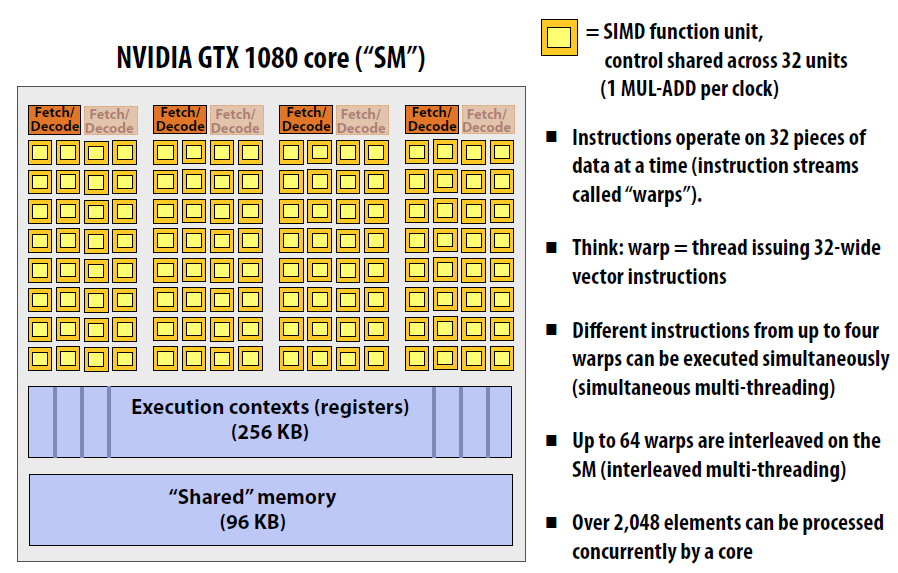 NVIDIA GTX 1080 core (“SM”)
Fetch/
Decode
Fetch/
Decode
Fetch/
Decode
Fetch/
Decode
Fetch/
Decode
Fetch/
Decode
Fetch/
Decode
Fetch/
Decode
Execution contexts (registers)
(256 KB)
“Shared” memory
(96 KB)
= SIMD function unit,
control shared across 32 units
(1 MUL-ADD per clock)
■ Instructions operate on 32 pieces of
data at a time (instruction streams
called “warps”).
■ Think: warp = thread issuing 32-wide
vector instructions
■ Different instructions from up to four
warps can be executed simultaneously
(simultaneous multi-threading)
■ Up to 64 warps are interleaved on the
SM (interleaved multi-threading)
■ Over 2,048 elements can be processed
concurrently by a core